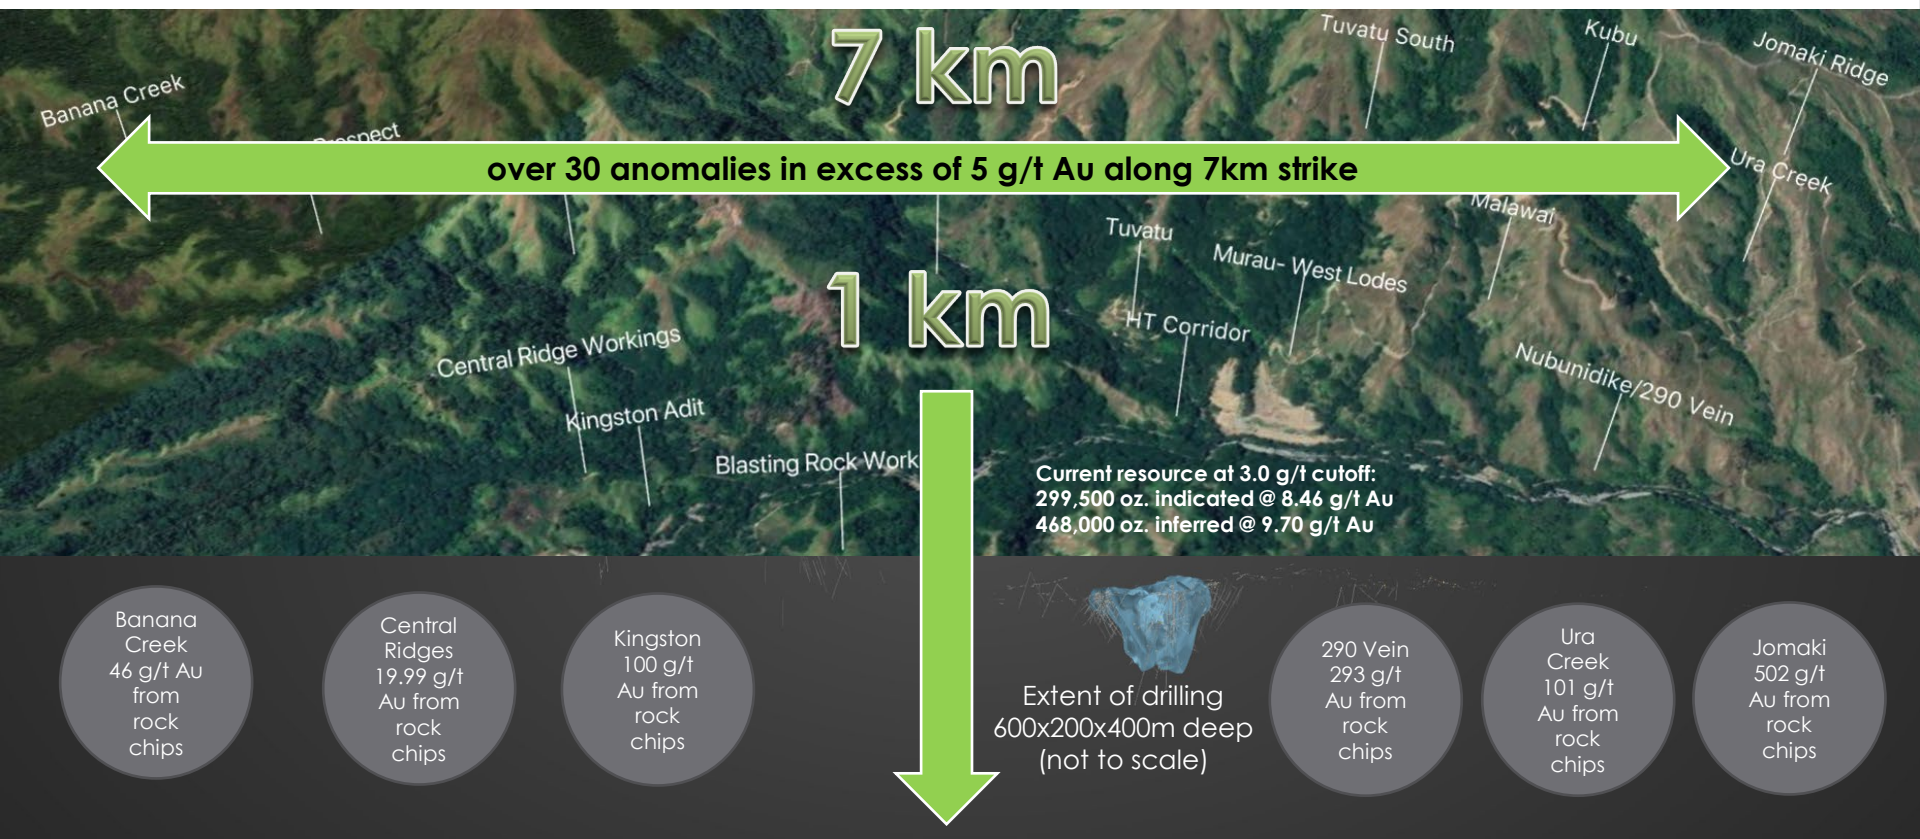 7 km
Tuvatu South
Kubu
Jomaki Ridge
Banana Creek
Prospect
over 30 anomalies in excess of 5 g/t Au along 7km strike
Ura Creek
Malawai
Tuvatu
Murau- West Lodes
1 km
HT Corridor
Central Ridge Workings
Nubunidike/290 Vein
Kingston Adit
Blasting Rock Work
Current resource at 3.0 g/t cutoff:
299,500 oz. indicated @ 8.46 g/t Au
468,000 oz. inferred @ 9.70 g/t Au
Banana
Creek
46 g/t Au
from
rock
chips
Central
Ridges
19.99 g/t
Au from
rock
chips
Kingston
100 g/t
Au from
rock
chips
Extent of drilling
600x200x400m deep
(not to scale)
290 Vein
293 g/t
Au from
rock
chips
Ura
Creek
101 g/t
Au from
rock
chips
Jomaki
502 g/t
Au from
rock
chips